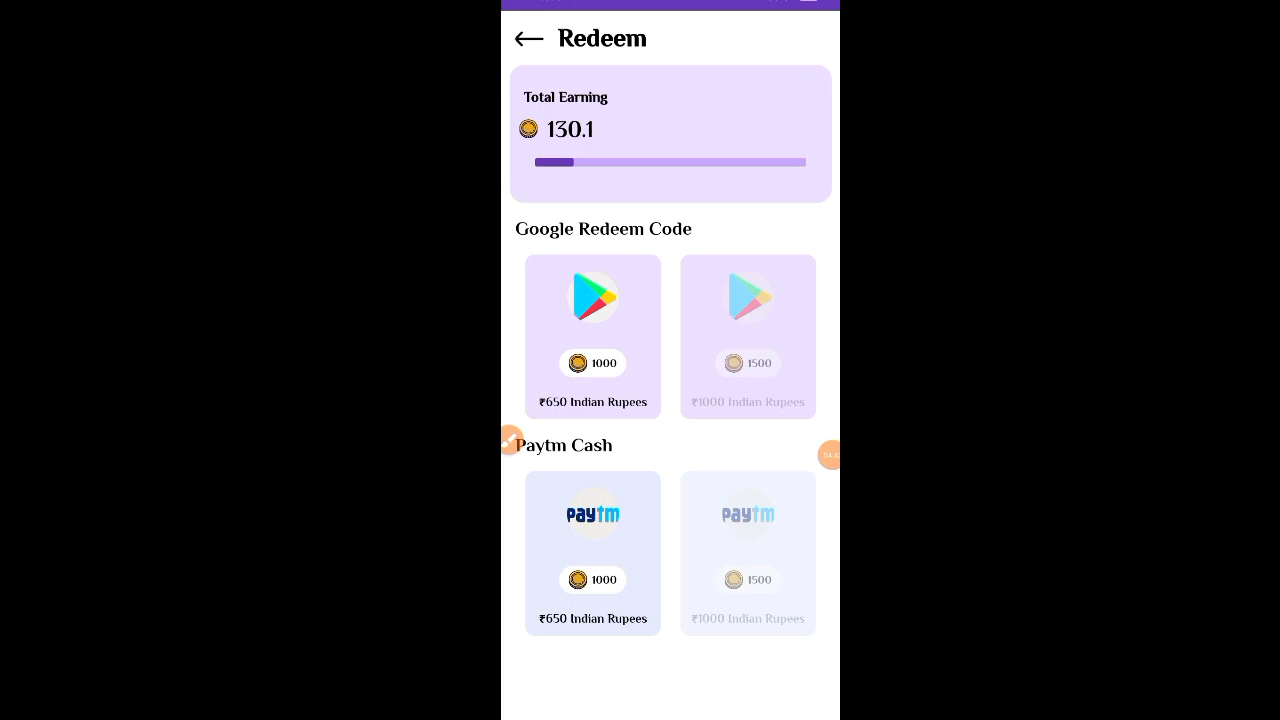 Redeem
Total Earning
130.1
Google Redeem Code
1000
1500
₹650 Indian Rupees
₹1000 Indian Rupees
Paytm Cash
paytm
paytm
1000
1500
₹650 Indian Rupees
₹1000 Indian Rupees